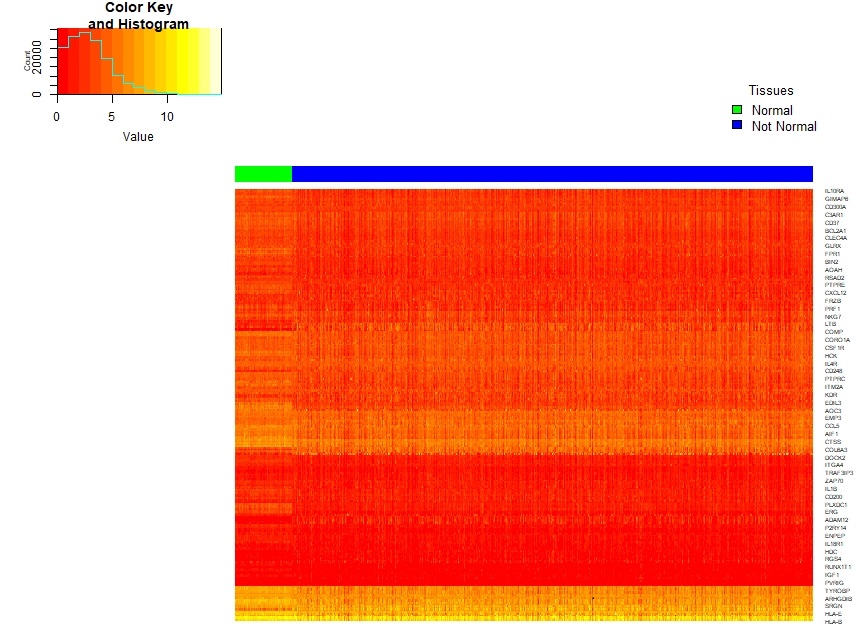 Color Key
and Histogram
Count
0 20000
0 5 10
Value
Tissues
Normal
Not Normal
IL10RA
GIMAP6
CD300A
C3AR1
CD37
BCL2A1
CLEC4A
GLRX
FPR1
BIN2
AOAH
RSAD2
PTPRE
CXCL12
FRZB
PRF1
NKG7
LTB
COMP
CORO1A
CSF1R
HCK
IL4R
CD248
PTPRC
ITM2A
KDR
EDIL3
AOC3
EMP3
CCL5
AIF1
CTSS
COL6A3
DOCK2
ITGA4
TRAF3IP3
ZAP70
IL1B
CD200
PLXDC1
ERG
ADAM12
P2RY14
ENPEP
IL18R1
HDC
RGS4
RUNX1T1
IGF1
PVRIG
TYROBP
ARHGDIB
SRGN
HLA-E
HLA-B